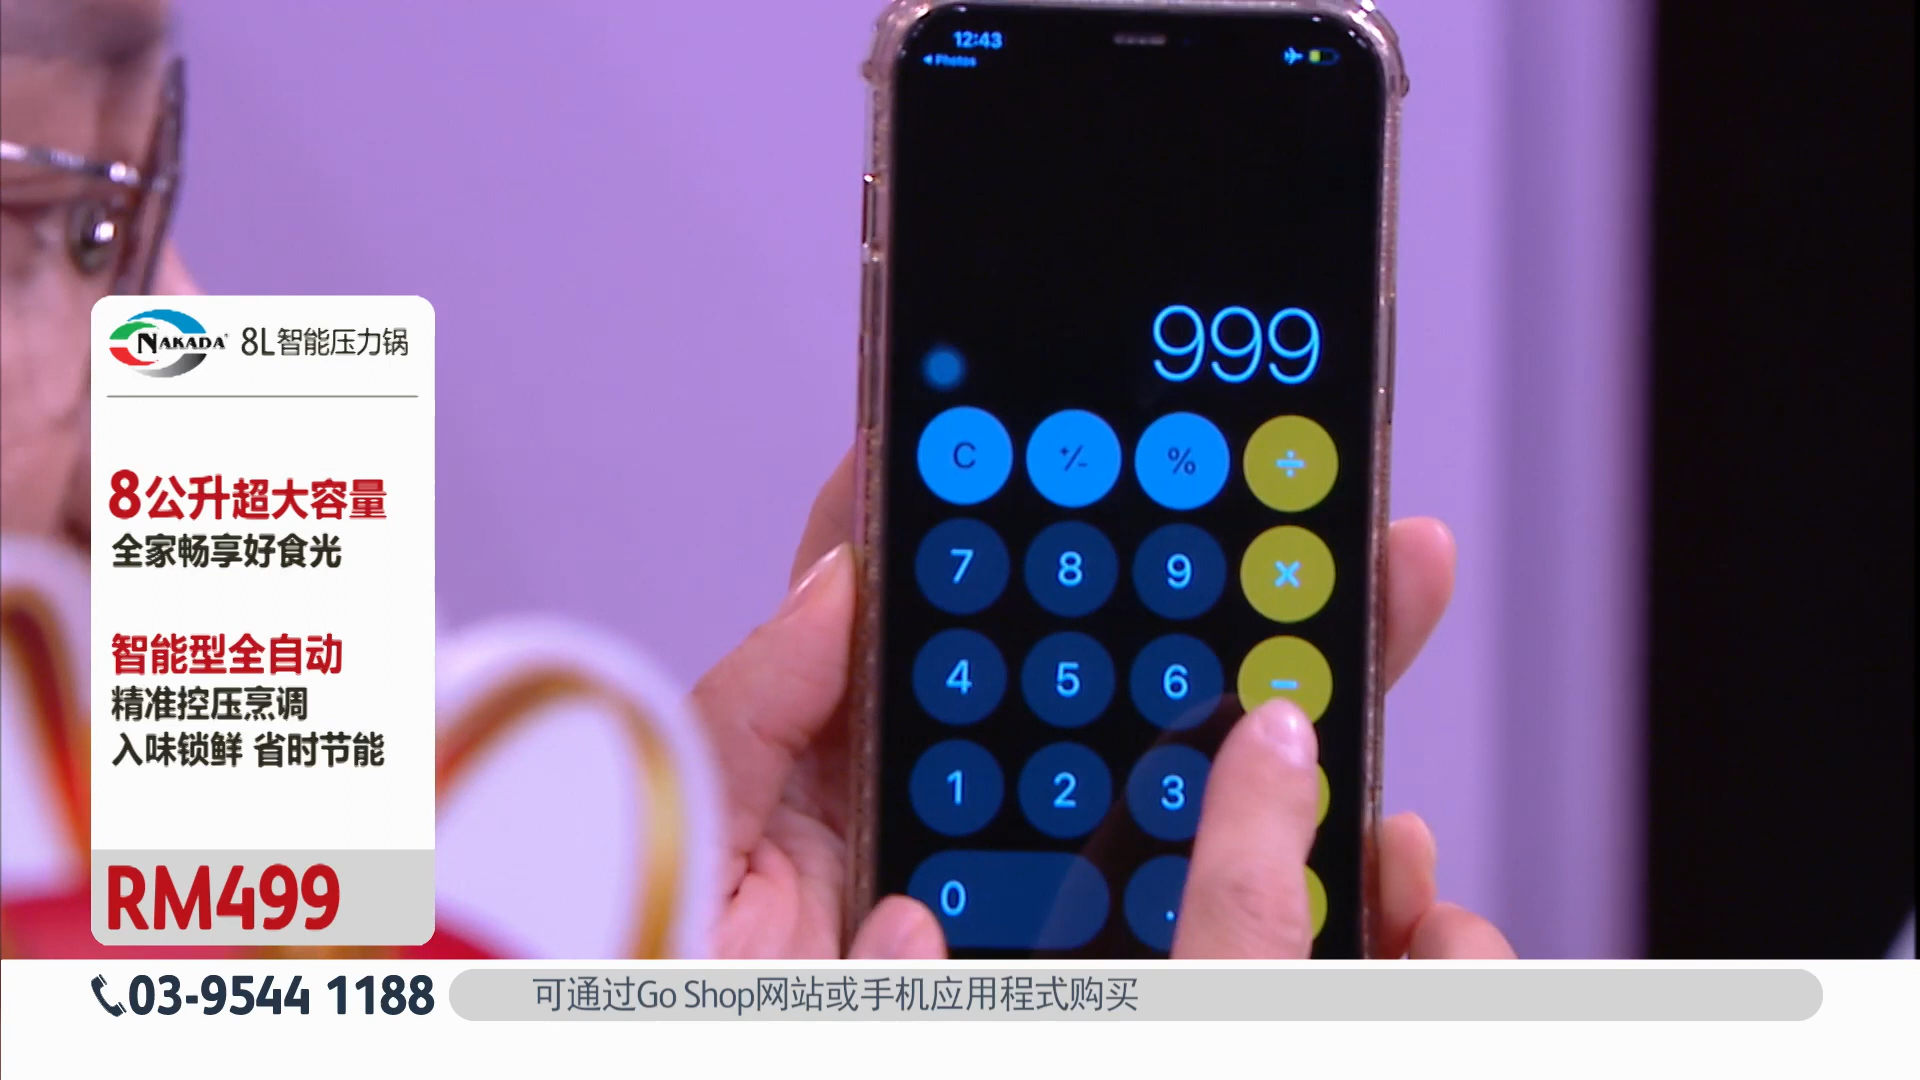 12:43
◂ Photos
999
C ⁺∕₋ % ÷
7 8 9 ×
4 5 6 −
1 2 3
0 .
NAKADA 8L智能压力锅
8公升超大容量
全家畅享好食光
智能型全自动
精准控压烹调
入味锁鲜 省时节能
RM499
03-9544 1188
可通过Go Shop网站或手机应用程式购买